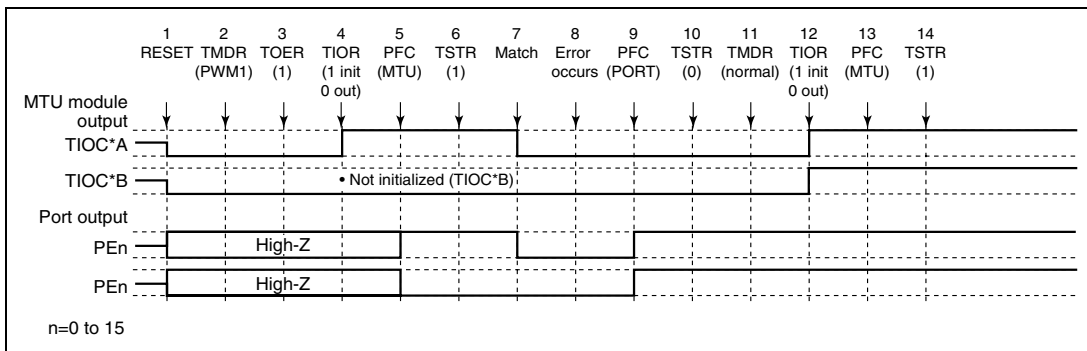 1 2 3 4 5 6 7 8 9 10 11 12 13 14
RESET TMDR TOER TIOR PFC TSTR Match Error PFC TSTR TMDR TIOR PFC TSTR
(PWM1) (1) (1 init (MTU) (1) occurs (PORT) (0) (normal) (1 init (MTU) (1)
0 out) 0 out)
MTU module
output
TIOC*A
TIOC*B
• Not initialized (TIOC*B)
Port output
PEn
High-Z
PEn
High-Z
n=0 to 15